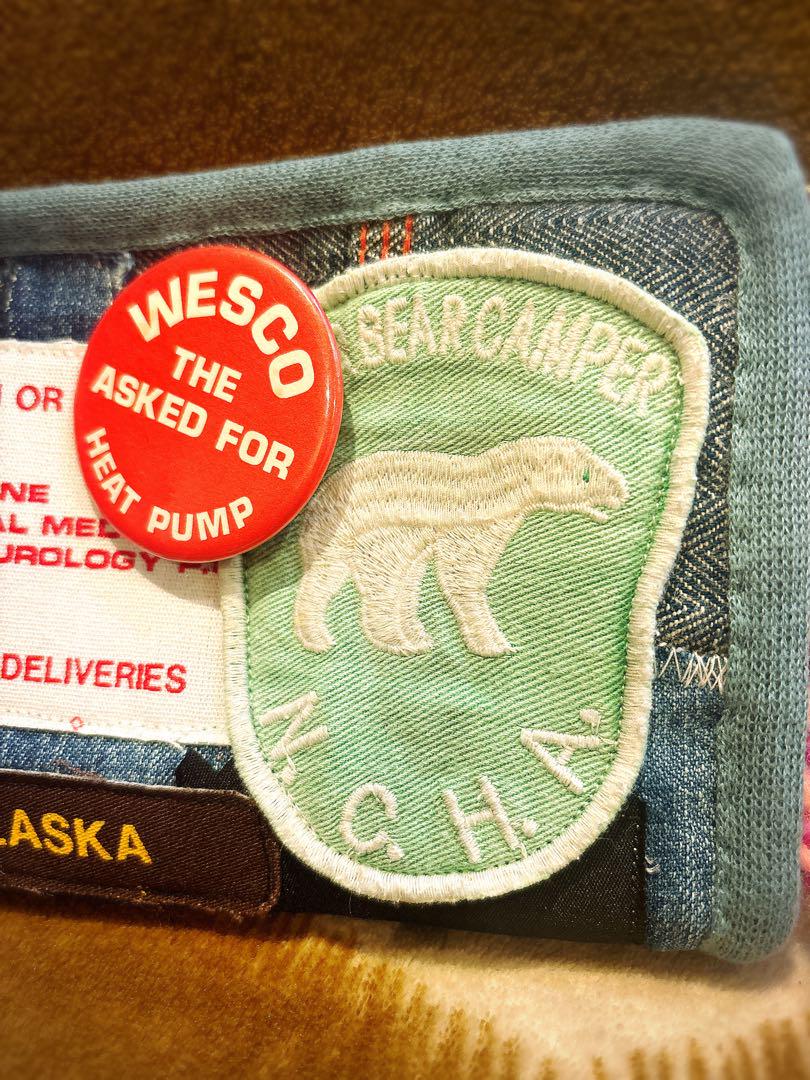 WESCO
THE
ASKED FOR
HEAT PUMP
BEAR CAMPER
N.G.H.A.
OR
NE
AL MED
UROLOGY
DELIVERIES
LASKA